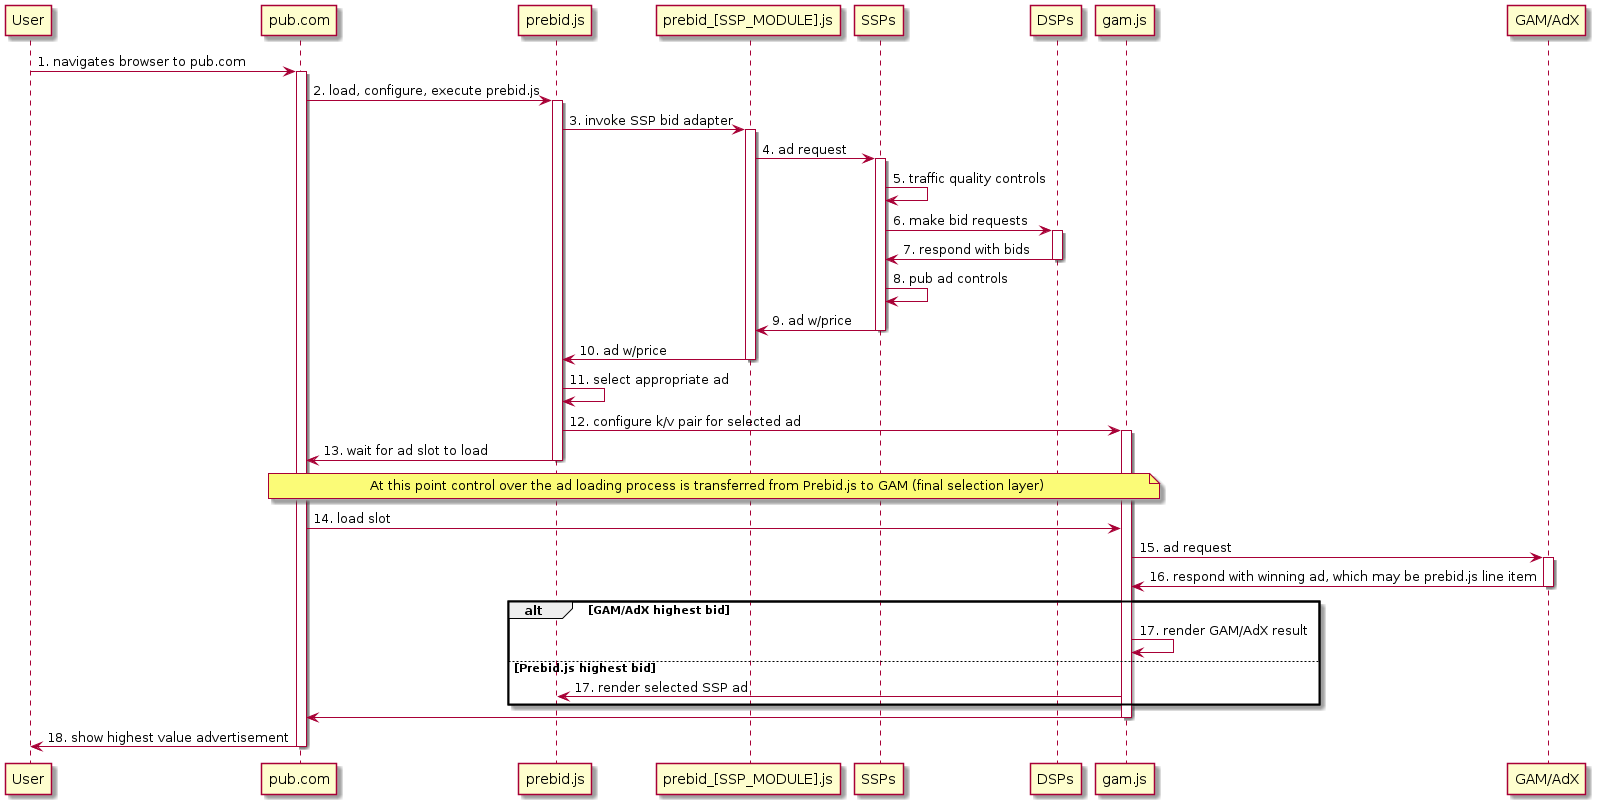 User
pub.com
prebid.js
prebid_[SSP_MODULE].js
SSPs
DSPs
gam.js
GAM/AdX
1. navigates browser to pub.com
2. load, configure, execute prebid.js
3. invoke SSP bid adapter
4. ad request
5. traffic quality controls
6. make bid requests
7. respond with bids
8. pub ad controls
9. ad w/price
10. ad w/price
11. select appropriate ad
12. configure k/v pair for selected ad
13. wait for ad slot to load
At this point control over the ad loading process is transferred from Prebid.js to GAM (final selection layer)
14. load slot
15. ad request
16. respond with winning ad, which may be prebid.js line item
alt
[GAM/AdX highest bid]
17. render GAM/AdX result
[Prebid.js highest bid]
17. render selected SSP ad
18. show highest value advertisement
User
pub.com
prebid.js
prebid_[SSP_MODULE].js
SSPs
DSPs
gam.js
GAM/AdX